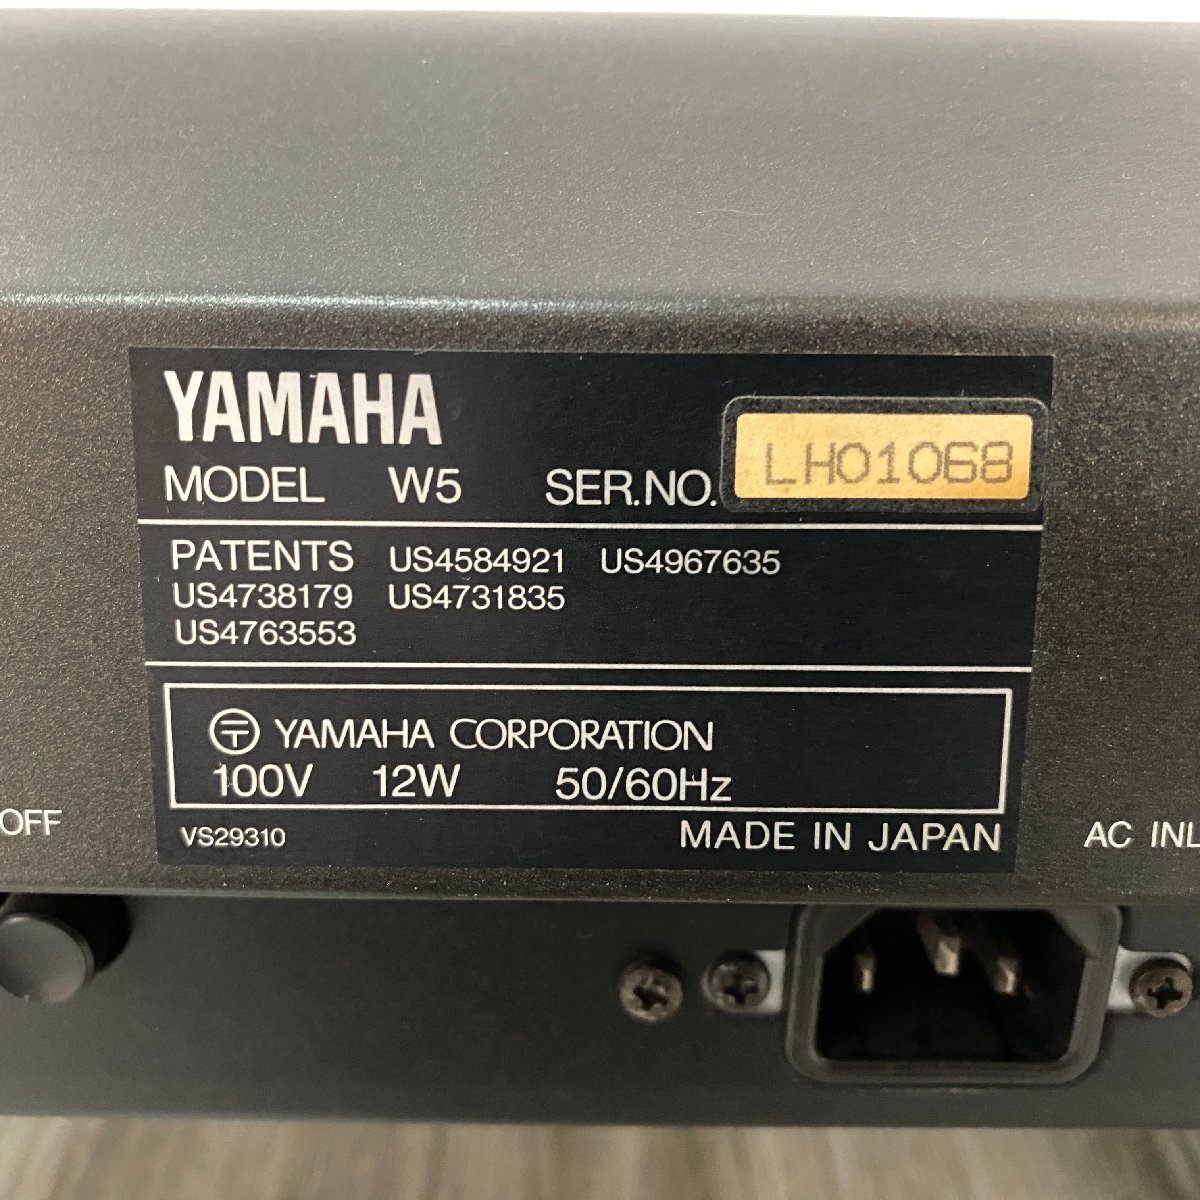 YAMAHA
MODEL W5 SER.NO. LH01068
PATENTS US4584921 US4967635
US4738179 US4731835
US4763553
YAMAHA CORPORATION
100V 12W 50/60Hz
VS29310 MADE IN JAPAN
OFF
AC INL